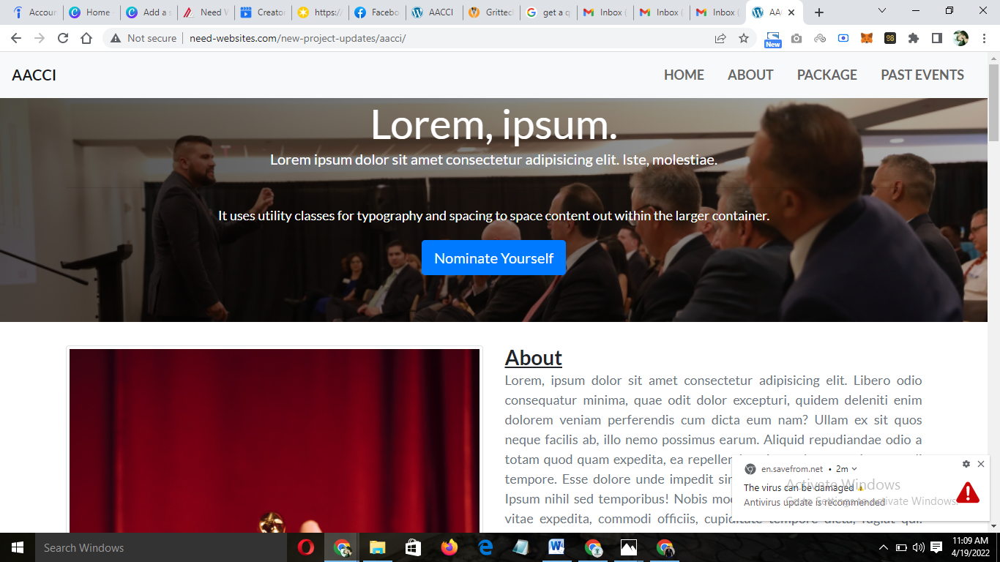 Accoun
Home
Add a s
Need W
Creator
https://
Facebo
AACCI
Grittech
get a q
Inbox (
Inbox (
Inbox (
AA
Not secure
need-websites.com/new-project-updates/aacci/
New
98
AACCI
HOME ABOUT PACKAGE PAST EVENTS
Lorem, ipsum.
Lorem ipsum dolor sit amet consectetur adipisicing elit. Iste, molestiae.
It uses utility classes for typography and spacing to space content out within the larger container.
Nominate Yourself
About
Lorem, ipsum dolor sit amet consectetur adipisicing elit. Libero odio
consequatur minima, quae odit dolor excepturi, quidem deleniti enim
dolorem veniam perferendis cum dicta eum nam? Ullam ex sit quos
neque facilis ab, illo nemo possimus earum. Aliquid repudiandae odio a
totam quod quam expedita, ea repeller
tempore. Esse dolore unde impedit sin
Ipsum nihil sed temporibus! Nobis mo
vitae expedita, commodi officiis, cupiditate tempore dicta, fugiat qui.
en.savefrom.net • 2m
The virus can be damaged
Antivirus update is recommended
Activate Windows
Go to Settings to activate Windows.
Search Windows
11:09 AM
4/19/2022